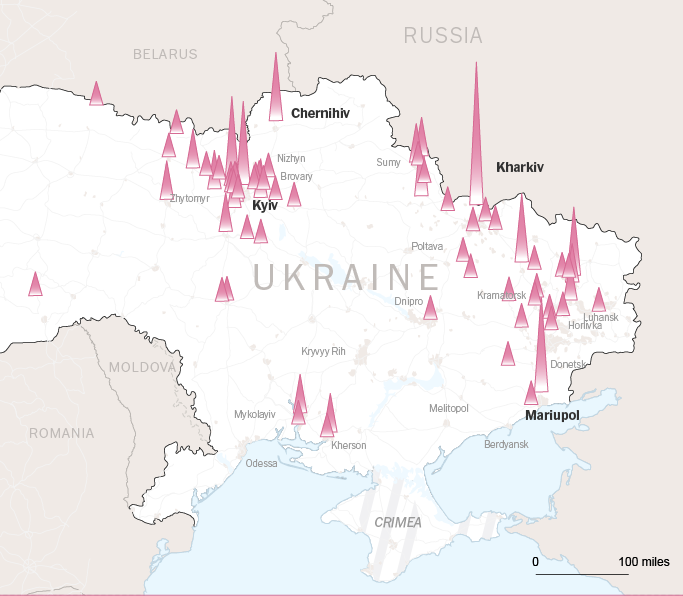 RUSSIA
BELARUS
Chernihiv
Nizhyn
Sumy
Kharkiv
Brovary
Zhytomyr
Kyiv
Poltava
UKRAINE
Kramatorsk
Dnipro
Luhansk
Horlivka
Kryvyy Rih
MOLDOVA
Donetsk
Mykolayiv
Melitopol
Mariupol
ROMANIA
Kherson
Berdyansk
Odessa
CRIMEA
0 100 miles